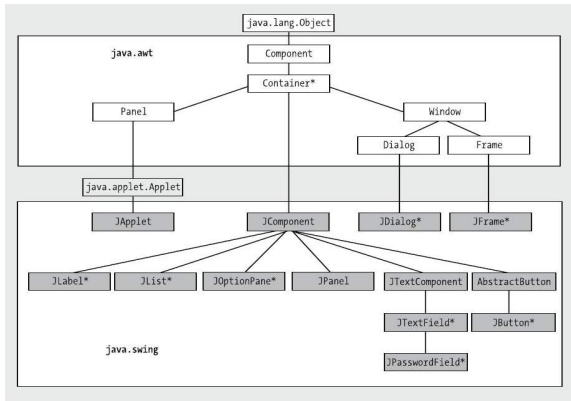 java.lang.Object
java.awt
Component
Container*
Panel
Window
Dialog
Frame
java.applet.Applet
JApplet
JComponent
JDialog*
JFrame*
JLabel*
JList*
JOptionPane*
JPanel
JTextComponent
AbstractButton
JTextField*
JButton*
java.swing
JPasswordField*